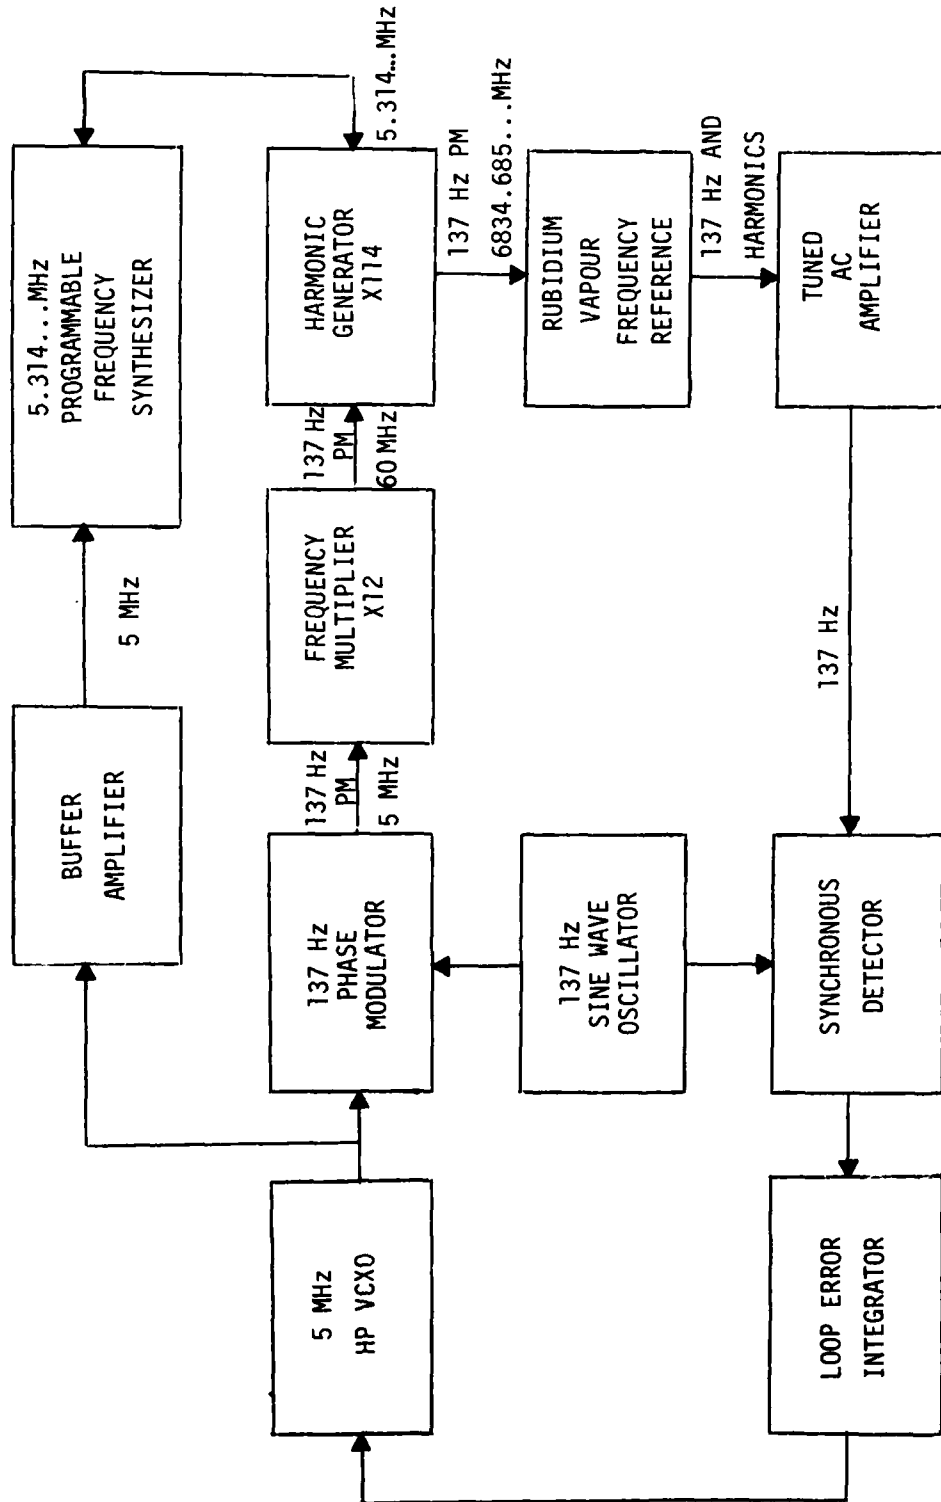 BUFFER
AMPLIFIER
5 MHz
5.314...MHz
PROGRAMMABLE
FREQUENCY
SYNTHESIZER
5 MHz
HP VCXO
137 Hz
PHASE
MODULATOR
137 Hz
PM
5 MHz
FREQUENCY
MULTIPLIER
X12
137 Hz
PM
60 MHz
HARMONIC
GENERATOR
X114
5.314...MHz
137 Hz PM
6834.685...MHz
137 Hz
SINE WAVE
OSCILLATOR
RUBIDIUM
VAPOUR
FREQUENCY
REFERENCE
137 Hz AND
HARMONICS
LOOP ERROR
INTEGRATOR
SYNCHRONOUS
DETECTOR
137 Hz
TUNED
AC
AMPLIFIER